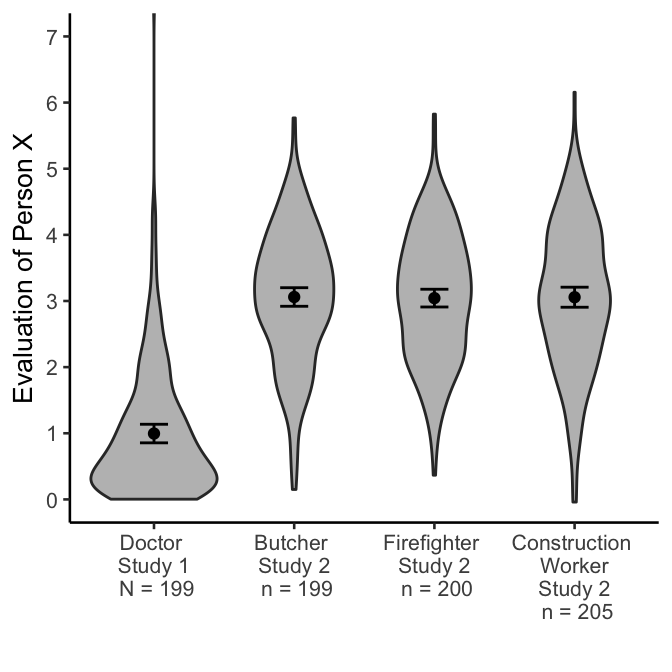 Evaluation of Person X
7
6
5
4
3
2
1
0
Doctor
Study 1
N = 199
Butcher
Study 2
n = 199
Firefighter
Study 2
n = 200
Construction
Worker
Study 2
n = 205